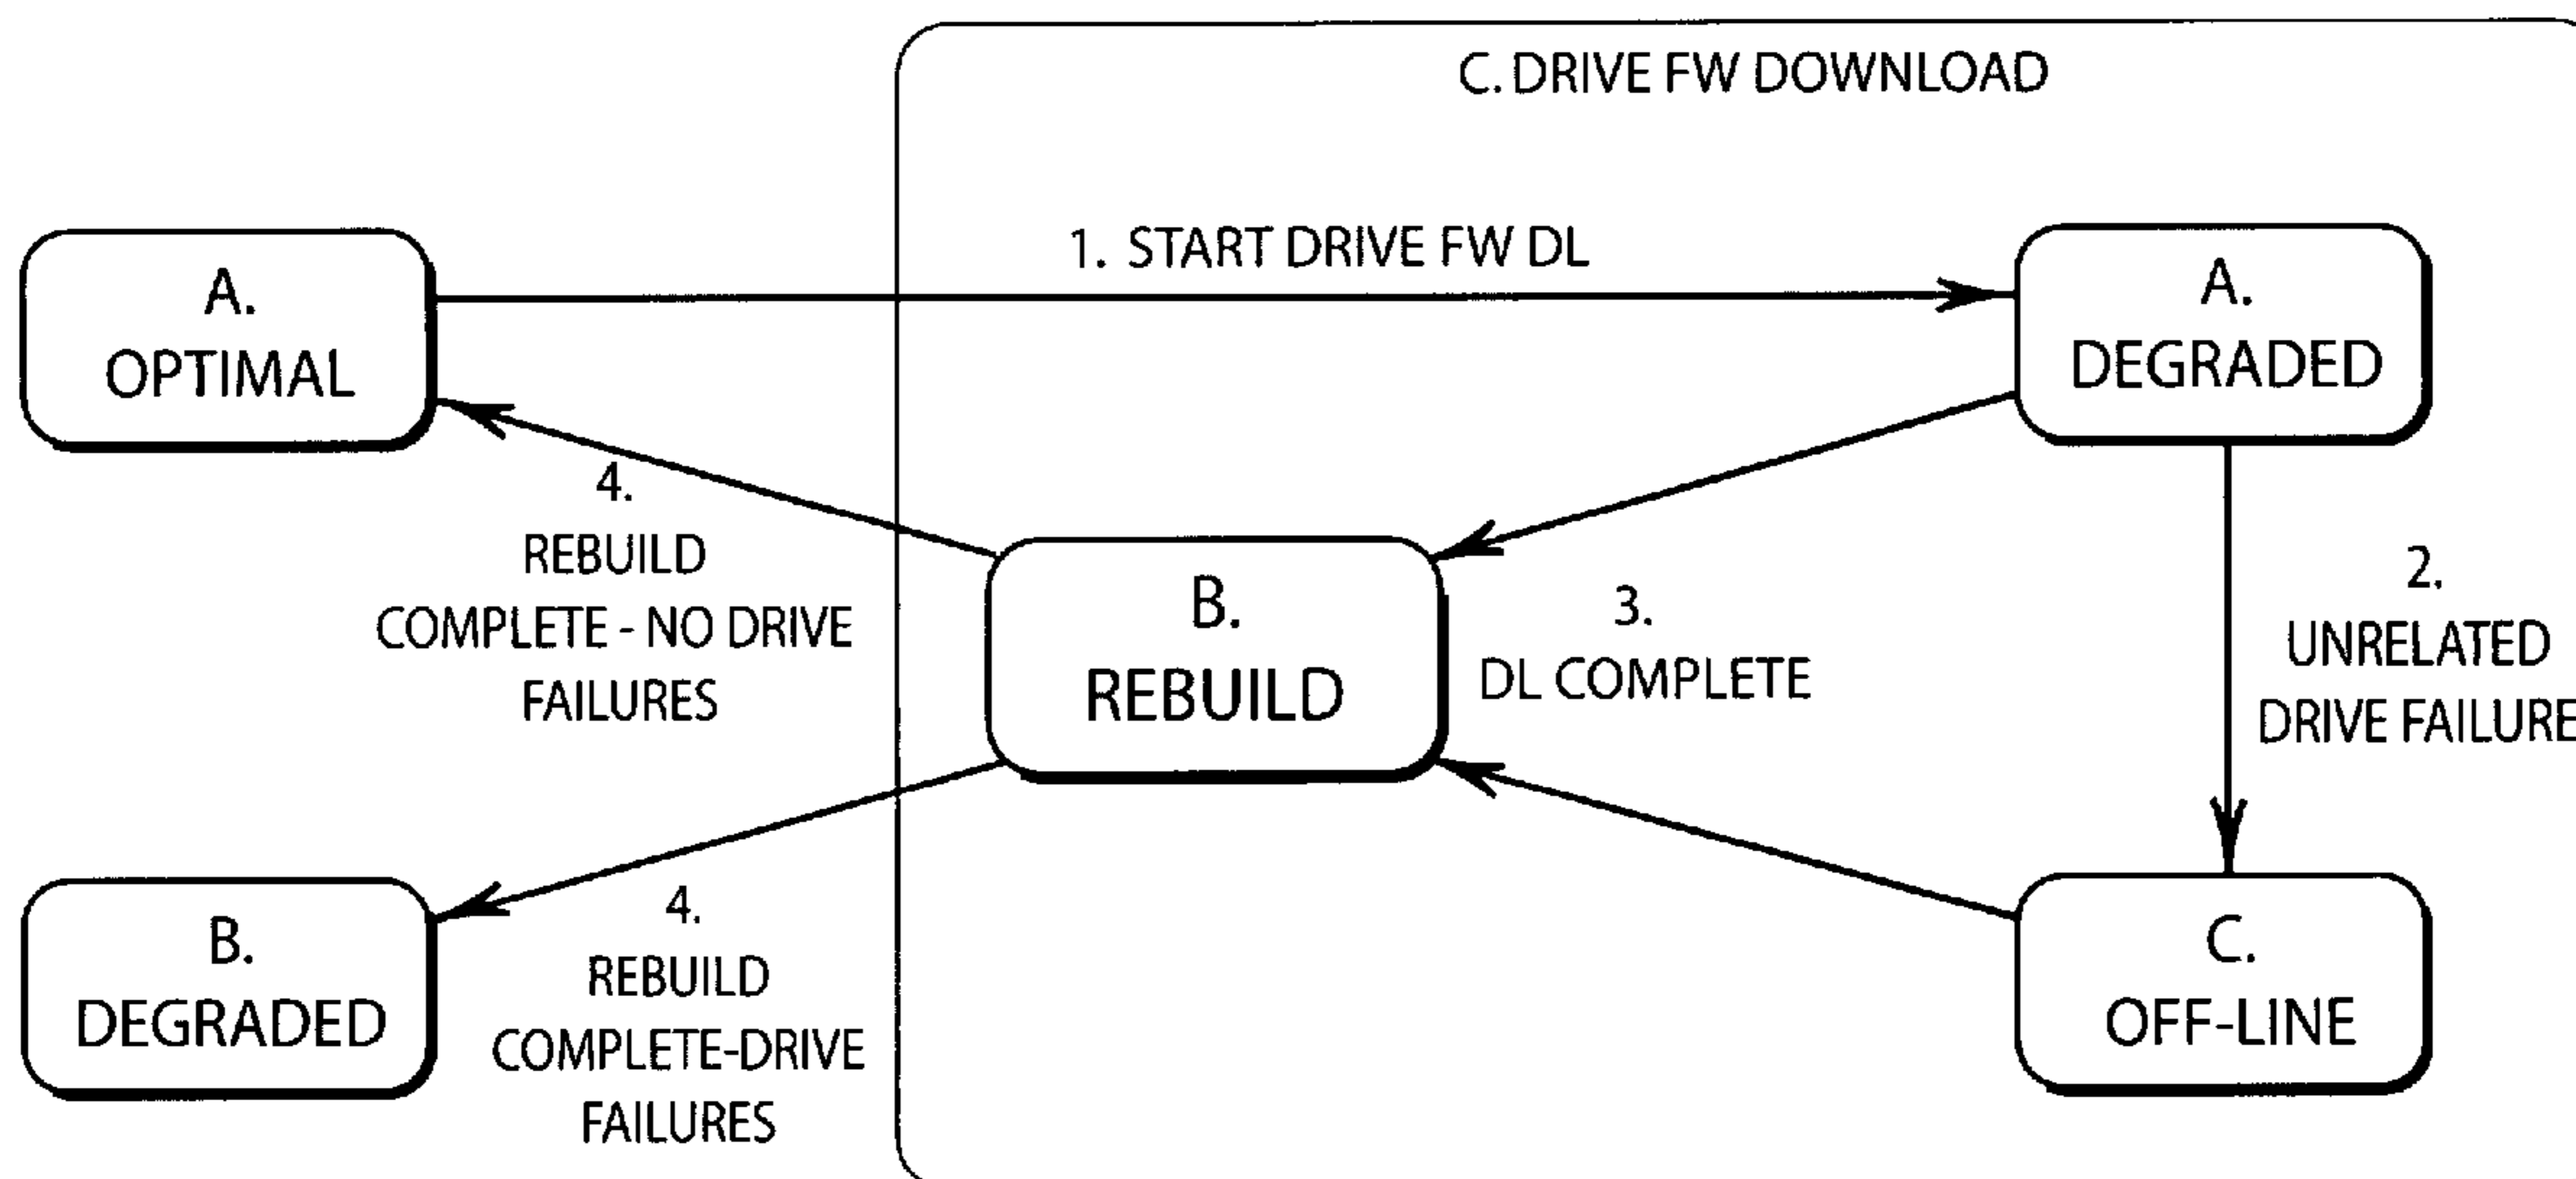 C. DRIVE FW DOWNLOAD
1. START DRIVE FW DL
A.
OPTIMAL
A.
DEGRADED
4.
REBUILD
COMPLETE - NO DRIVE
FAILURES
B.
REBUILD
3.
DL COMPLETE
2.
UNRELATED
DRIVE FAILURE
B.
DEGRADED
4.
REBUILD
COMPLETE-DRIVE
FAILURES
C.
OFF-LINE